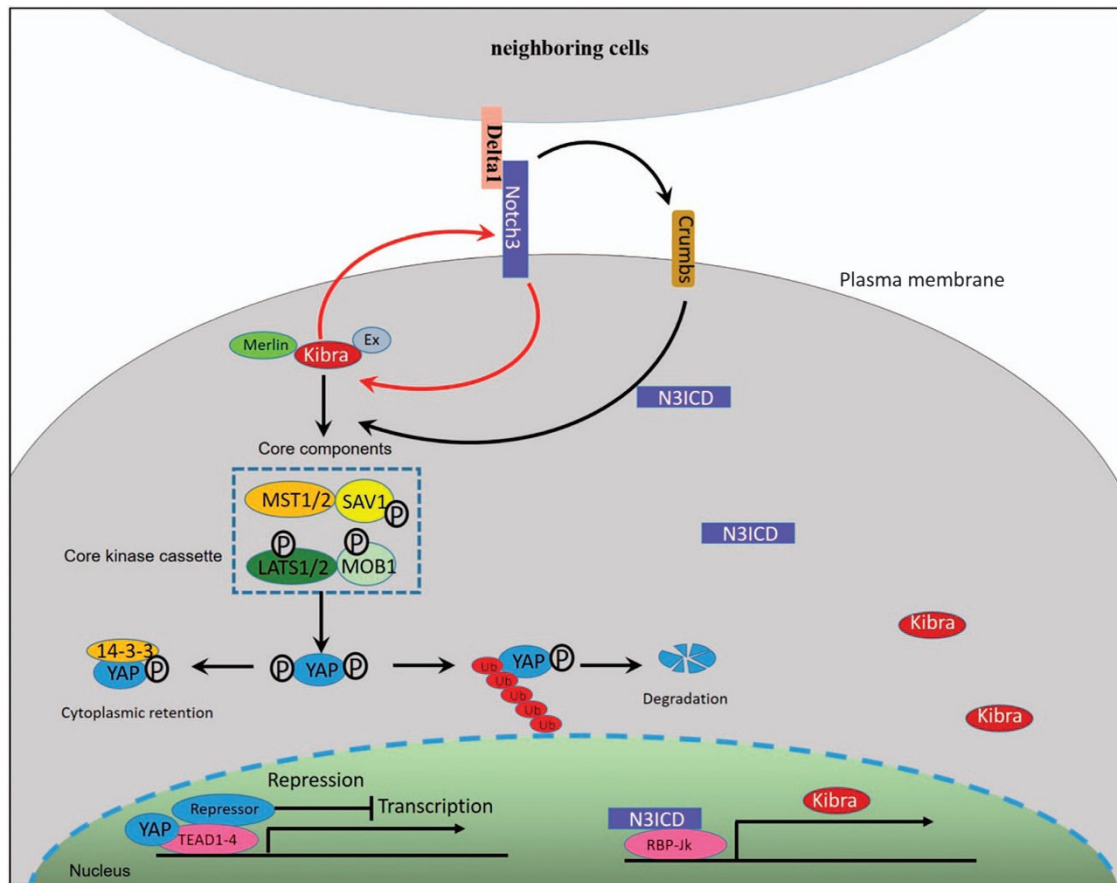 neighboring cells
Delta1
Notch3
Crumbs
Plasma membrane
Merlin
Kibra
Ex
N3ICD
Core components
MST1/2
SAV1
P
N3ICD
P
P
Core kinase cassette
LATS1/2
MOB1
Kibra
14-3-3
YAP
P
P
YAP
P
Ub
YAP
P
Ub
Ub
Ub
Ub
Degradation
Cytoplasmic retention
Kibra
Repression
Repressor
Transcription
Kibra
YAP
TEAD1-4
N3ICD
RBP-Jk
Nucleus